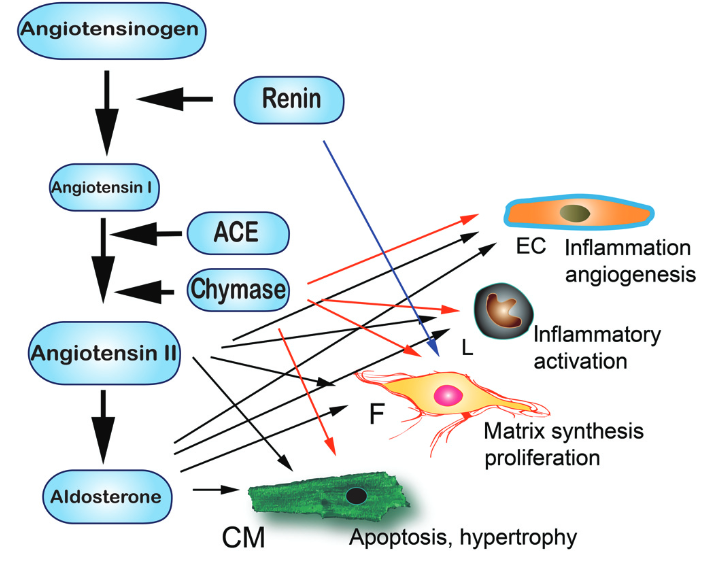 Angiotensinogen
Renin
Angiotensin I
ACE
Chymase
Angiotensin II
Aldosterone
EC
Inflammation
angiogenesis
L
Inflammatory
activation
F
Matrix synthesis
proliferation
CM
Apoptosis, hypertrophy